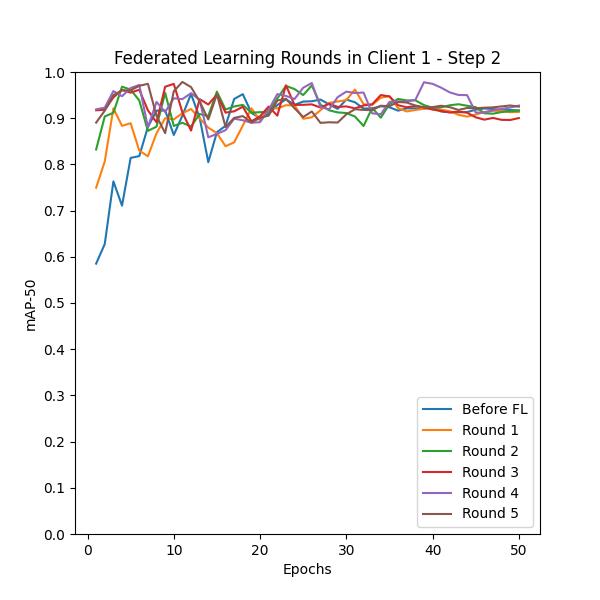 Federated Learning Rounds in Client 1 - Step 2
1.0
0.9
0.8
0.7
0.6
0.5
0.4
0.3
0.2
0.1
0.0
mAP-50
0
10
20
30
40
50
Epochs
Before FL
Round 1
Round 2
Round 3
Round 4
Round 5